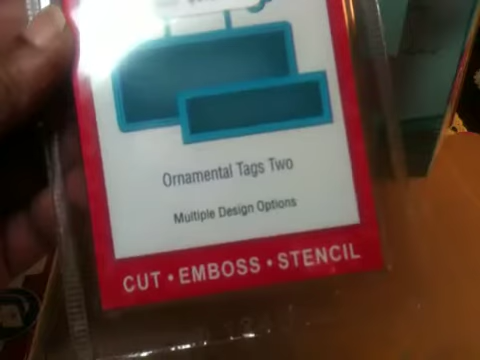 Ornamental Tags Two
Multiple Design Options
CUT • EMBOSS • STENCIL